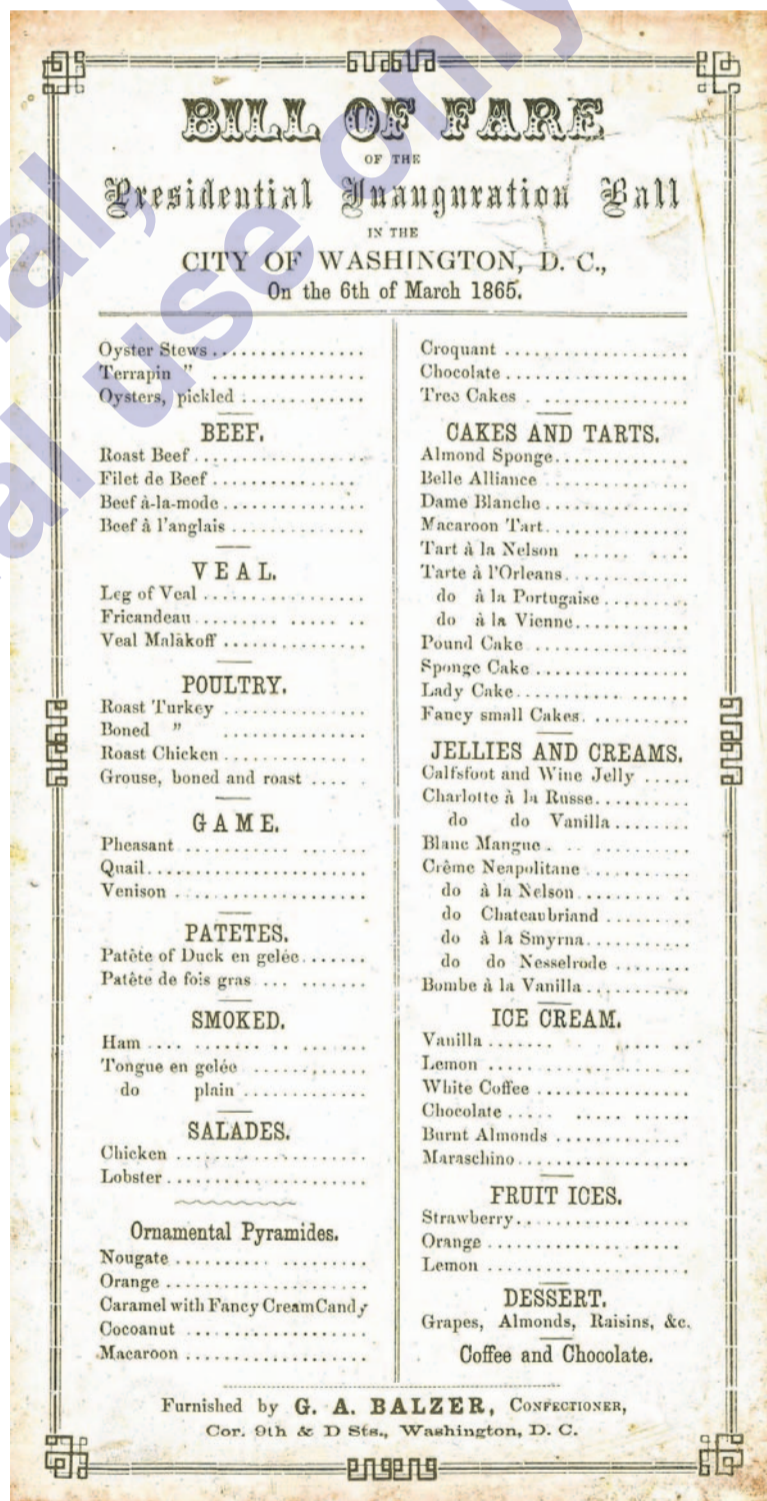 BILL OF FARE
OF THE
Presidential Inauguration Ball
IN THE
CITY OF WASHINGTON, D. C.,
On the 6th of March 1865.
Oyster Stews
Terrapin "
Oysters, pickled
BEEF.
Roast Beef
Filet de Beef
Beef à-la-mode
Beef à l'anglais
VEAL.
Leg of Veal
Fricandeau
Veal Malakoff
POULTRY.
Roast Turkey
Boned "
Roast Chicken
Grouse, boned and roast
GAME.
Pheasant
Quail
Venison
PATETES.
Patête of Duck en gelée
Patête de fois gras
SMOKED.
Ham
Tongue en gelée
do plain
SALADES.
Chicken
Lobster
Ornamental Pyramides.
Nougate
Orange
Caramel with Fancy Cream Candy
Cocoanut
Macaroon
Croquant
Chocolate
Tree Cakes
CAKES AND TARTS.
Almond Sponge
Belle Alliance
Dame Blanche
Macaroon Tart
Tart à la Nelson
Tarte à l'Orleans
do à la Portugaise
do à la Vienne
Pound Cake
Sponge Cake
Lady Cake
Fancy small Cakes.
JELLIES AND CREAMS.
Calfsfoot and Wine Jelly
Charlotte à la Russe
do do Vanilla
Blanc Mangue
Crême Neapolitane
do à la Nelson
do Chateaubriand
do à la Smyrna
do do Nesselrode
Bombe à la Vanilla
ICE CREAM.
Vanilla
Lemon
White Coffee
Chocolate
Burnt Almonds
Maraschino
FRUIT ICES.
Strawberry
Orange
Lemon
DESSERT.
Grapes, Almonds, Raisins, &c.
Coffee and Chocolate.
Furnished by G. A. BALZER, CONFECTIONER,
Cor. 9th & D Sts., Washington, D. C.
use only